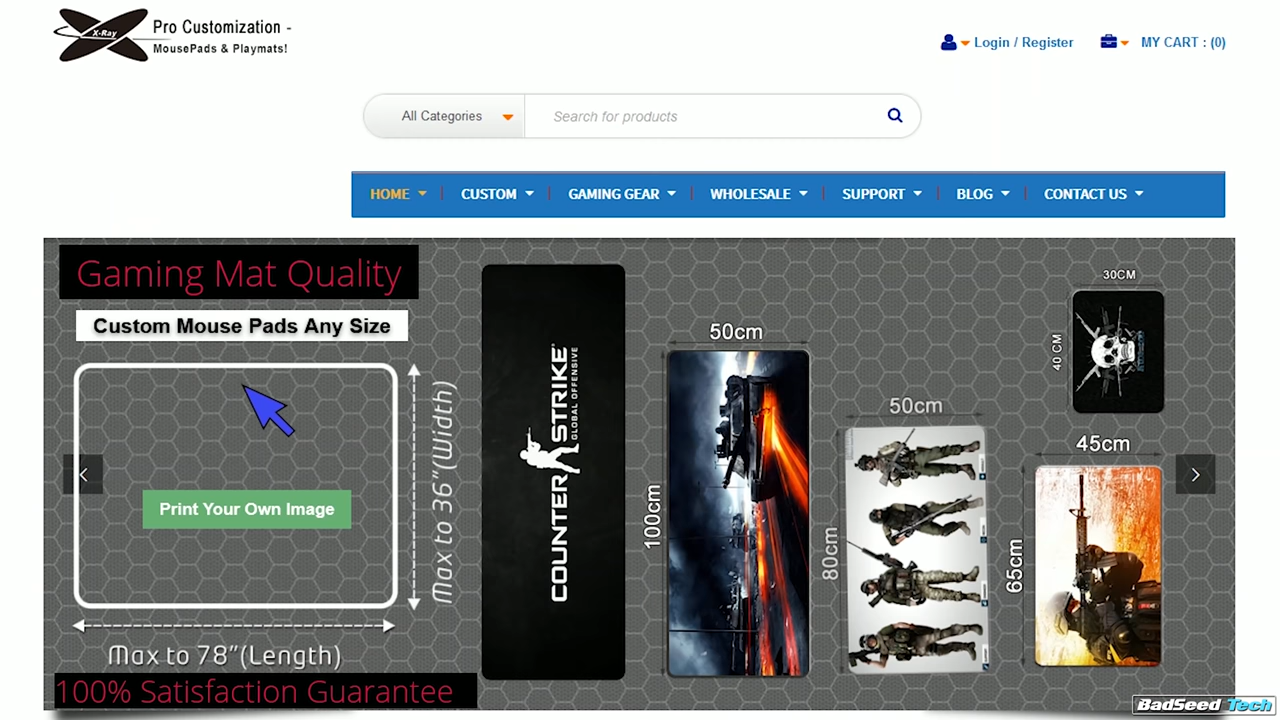 X-Ray
Pro Customization -
MousePads & Playmats!
Login / Register
MY CART : (0)
All Categories
Search for products
HOME
CUSTOM
GAMING GEAR
WHOLESALE
SUPPORT
BLOG
CONTACT US
Gaming Mat Quality
Custom Mouse Pads Any Size
Print Your Own Image
Max to 36"(Width)
Max to 78"(Length)
100% Satisfaction Guarantee
COUNTER STRIKE
GLOBAL OFFENSIVE
50cm
100cm
50cm
80cm
30CM
40 CM
45cm
65cm
BadSeed Tech